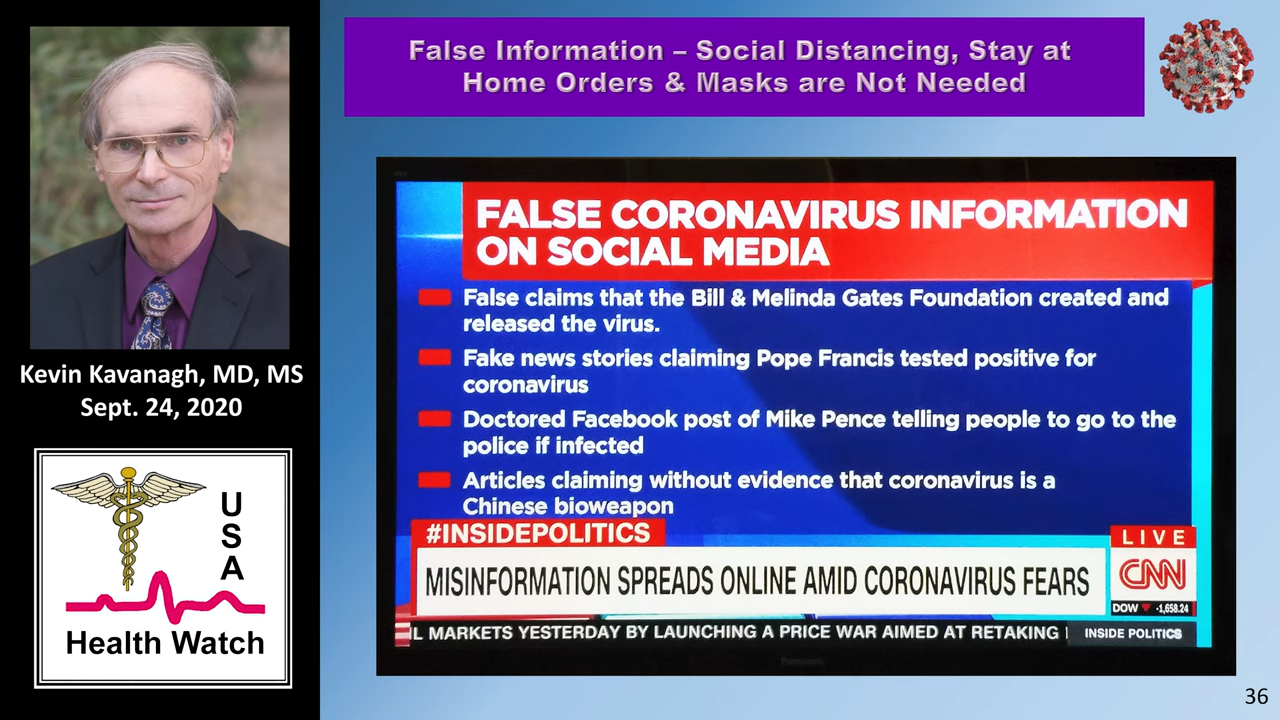 False Information – Social Distancing, Stay at
Home Orders & Masks are Not Needed
Kevin Kavanagh, MD, MS
Sept. 24, 2020
USA
Health Watch
FALSE CORONAVIRUS INFORMATION
ON SOCIAL MEDIA
False claims that the Bill & Melinda Gates Foundation created and
released the virus.
Fake news stories claiming Pope Francis tested positive for
coronavirus
Doctored Facebook post of Mike Pence telling people to go to the
police if infected
Articles claiming without evidence that coronavirus is a
Chinese bioweapon
#INSIDEPOLITICS
MISINFORMATION SPREADS ONLINE AMID CORONAVIRUS FEARS
LIVE
CNN
DOW -1,658.24
MARKETS YESTERDAY BY LAUNCHING A PRICE WAR AIMED AT RETAKING
INSIDE POLITICS
Panasonic
36